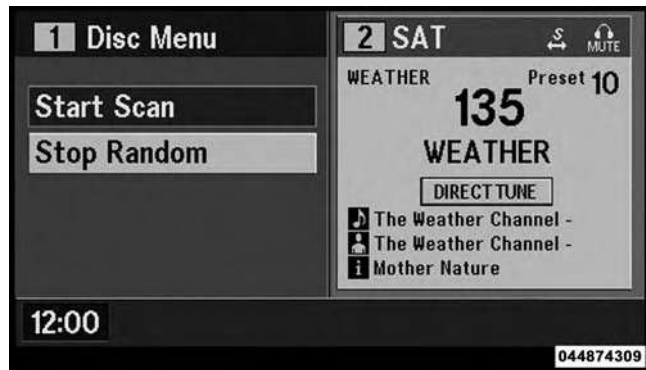 1 Disc Menu
Start Scan
Stop Random
2 SAT
S
MUTE
WEATHER
Preset 10
135
WEATHER
DIRECT TUNE
The Weather Channel -
The Weather Channel -
i Mother Nature
12:00
044874309